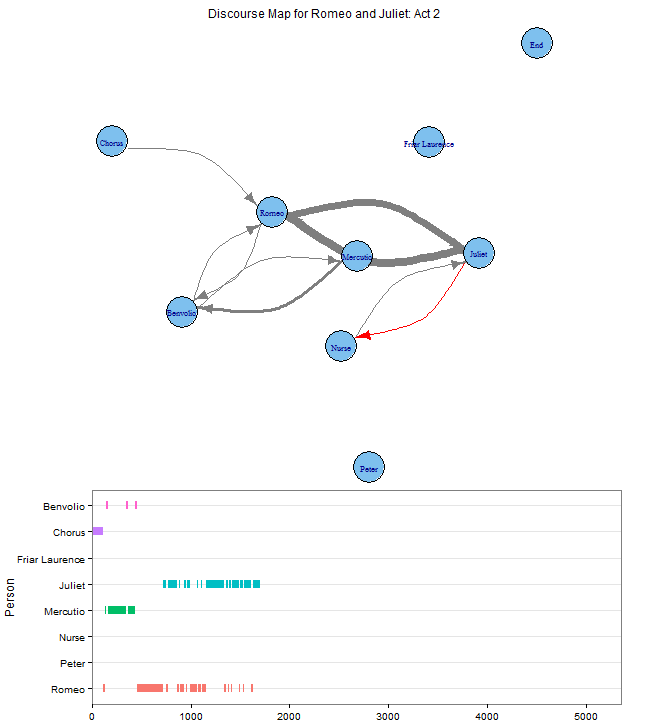 Discourse Map for Romeo and Juliet: Act 2
End
Chorus
Friar Laurence
Romeo
Mercutio
Juliet
Benvolio
Nurse
Peter
Person
Benvolio
Chorus
Friar Laurence
Juliet
Mercutio
Nurse
Peter
Romeo
0 1000 2000 3000 4000 5000